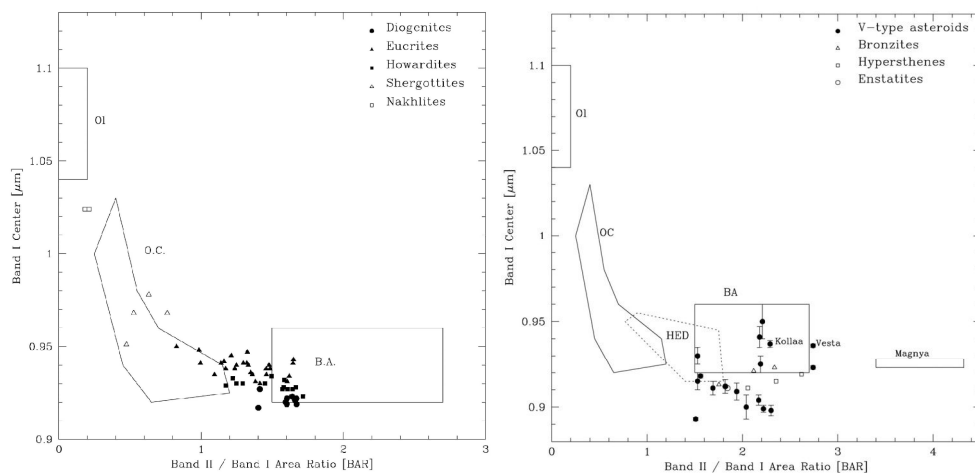 Diogenites
Eucrites
Howardites
Shergottites
Nakhlites
1.1
Ol
1.05
Band I Center [μm]
1
O.C.
0.95
B.A.
0.9
0
1
2
3
Band II / Band I Area Ratio [BAR]
V-type asteroids
Bronzites
Hypersthenes
Enstatites
1.1
Ol
1.05
Band I Center [μm]
1
OC
BA
0.95
HED
Kollaa
Vesta
Magnya
0.9
0
1
2
3
4
Band II / Band I Area Ratio [BAR]